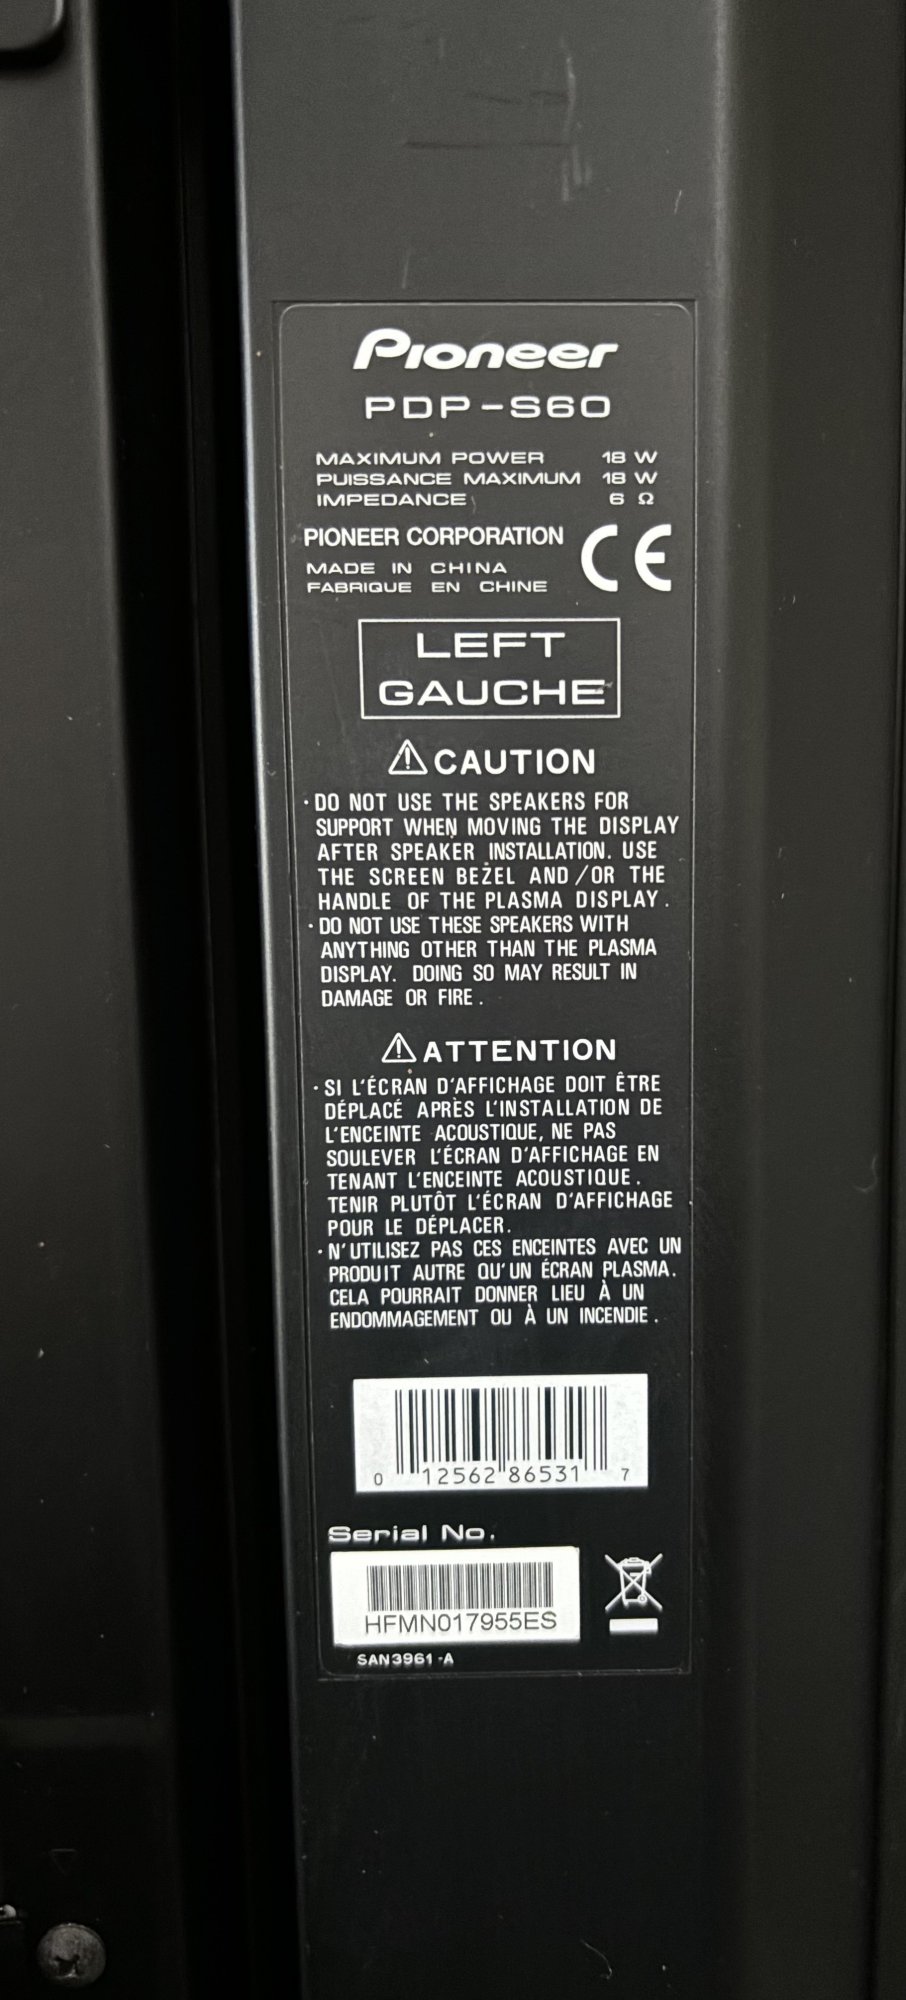 Pioneer
PDP-S60
MAXIMUM POWER 18 W
PUISSANCE MAXIMUM 18 W
IMPEDANCE 6 Ω
PIONEER CORPORATION CE
MADE IN CHINA
FABRIQUE EN CHINE
LEFT
GAUCHE
⚠CAUTION
· DO NOT USE THE SPEAKERS FOR
SUPPORT WHEN MOVING THE DISPLAY
AFTER SPEAKER INSTALLATION. USE
THE SCREEN BEZEL AND /OR THE
HANDLE OF THE PLASMA DISPLAY.
· DO NOT USE THESE SPEAKERS WITH
ANYTHING OTHER THAN THE PLASMA
DISPLAY. DOING SO MAY RESULT IN
DAMAGE OR FIRE.
⚠ATTENTION
· SI L'ÉCRAN D'AFFICHAGE DOIT ÊTRE
DÉPLACÉ APRÈS L'INSTALLATION DE
L'ENCEINTE ACOUSTIQUE, NE PAS
SOULEVER L'ÉCRAN D'AFFICHAGE EN
TENANT L'ENCEINTE ACOUSTIQUE.
TENIR PLUTÔT L'ÉCRAN D'AFFICHAGE
POUR LE DÉPLACER.
· N'UTILISEZ PAS CES ENCEINTES AVEC UN
PRODUIT AUTRE QU'UN ÉCRAN PLASMA.
CELA POURRAIT DONNER LIEU À UN
ENDOMMAGEMENT OU À UN INCENDIE.
0 12562 86531 7
Serial No.
HFMN017955ES
SAN3961-A